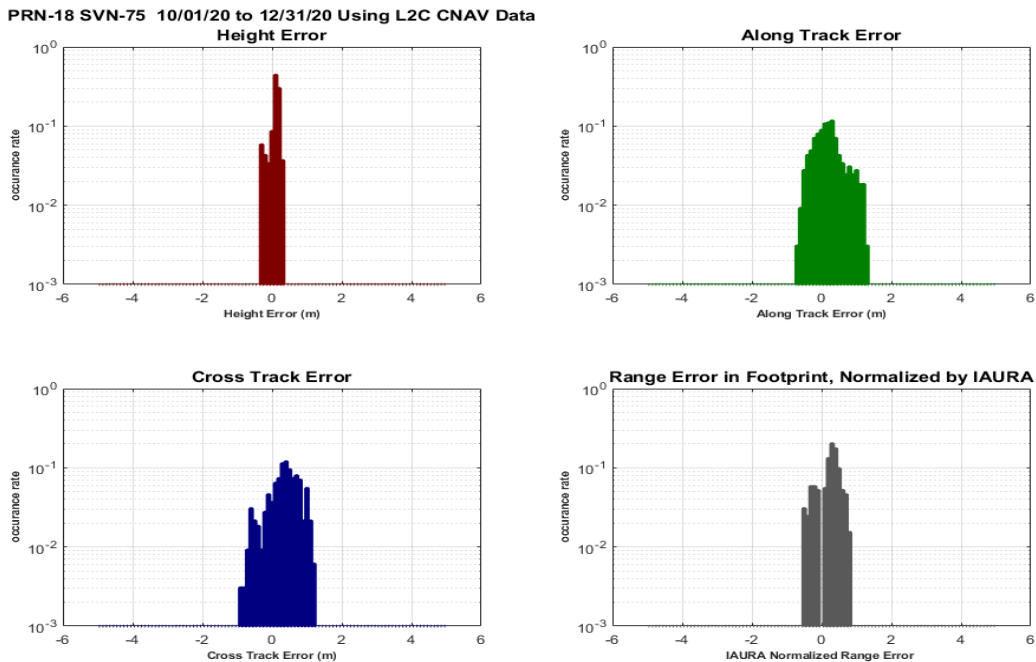 PRN-18 SVN-75 10/01/20 to 12/31/20 Using L2C CNAV Data
Height Error
10^0
10^-1
10^-2
10^-3
occurance rate
-6 -4 -2 0 2 4 6
Height Error (m)
Along Track Error
10^0
10^-1
10^-2
10^-3
occurance rate
-6 -4 -2 0 2 4 6
Along Track Error (m)
Cross Track Error
10^0
10^-1
10^-2
10^-3
occurance rate
-6 -4 -2 0 2 4 6
Cross Track Error (m)
Range Error in Footprint, Normalized by IAURA
10^0
10^-1
10^-2
10^-3
occurance rate
-6 -4 -2 0 2 4 6
IAURA Normalized Range Error